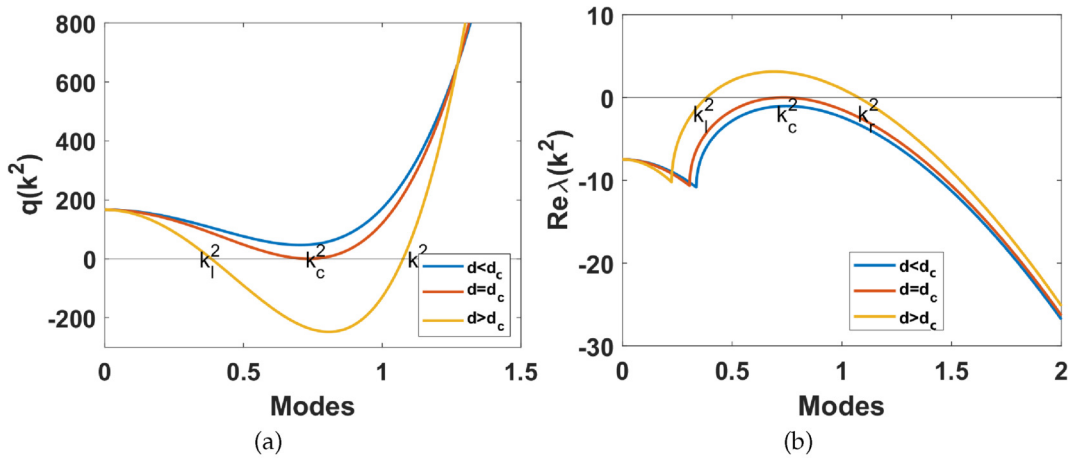 800
600
400
200
0
-200
q(k²)
k_l²
k_c²
k²
d<d_c
d=d_c
d>d_c
0
0.5
1
1.5
Modes
(a)
10
0
-10
-20
-30
Re λ(k²)
k_l²
k_c²
k_r²
d<d_c
d=d_c
d>d_c
0
0.5
1
1.5
2
Modes
(b)